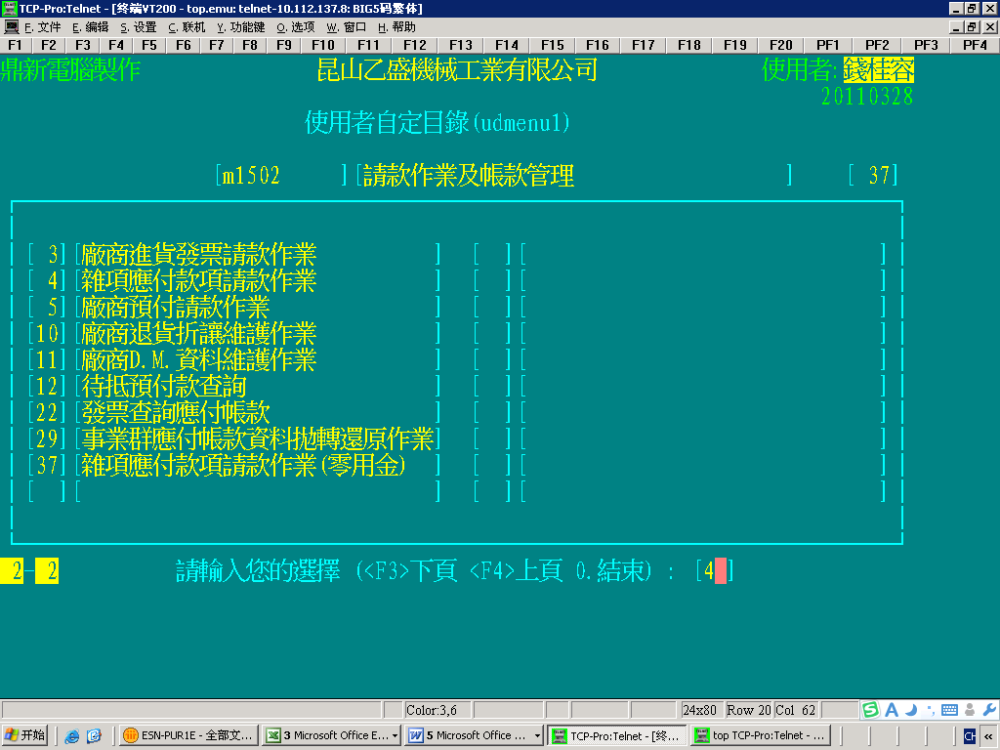 TCP-Pro:Telnet - [终端VT200 - top.emu: telnet-10.112.137.8: BIG5码繁体]
F. 文件 E. 编辑 S. 设置 C. 联机 Y. 功能键 O. 选项 W. 窗口 H. 帮助
F1 F2 F3 F4 F5 F6 F7 F8 F9 F10 F11 F12 F13 F14 F15 F16 F17 F18 F19 F20 PF1 PF2 PF3 PF4
鼎新電腦製作 昆山乙盛機械工業有限公司 使用者:錢桂容
20110328
使用者自定目錄(udmenu1)
[m1502 ][請款作業及帳款管理 ] [ 37]
[ 3][廠商進貨發票請款作業 ] [ ][ ]
[ 4][雜項應付款項請款作業 ] [ ][ ]
[ 5][廠商預付請款作業 ] [ ][ ]
[10][廠商退貨折讓維護作業 ] [ ][ ]
[11][廠商D.M.資料維護作業 ] [ ][ ]
[12][待抵預付款查詢 ] [ ][ ]
[22][發票查詢應付帳款 ] [ ][ ]
[29][事業群應付帳款資料拋轉還原作業] [ ][ ]
[37][雜項應付款項請款作業(零用金) ] [ ][ ]
[ ][ ] [ ][ ]
2- 2 請輸入您的選擇 (<F3>下頁 <F4>上頁 0.結束) : [4 ]
Color:3,6 24x80 Row 20 Col 62
开始 ESN-PUR1E - 全部文... 3 Microsoft Office E... 5 Microsoft Office ... TCP-Pro:Telnet - [终... top TCP-Pro:Telnet - ... CH «